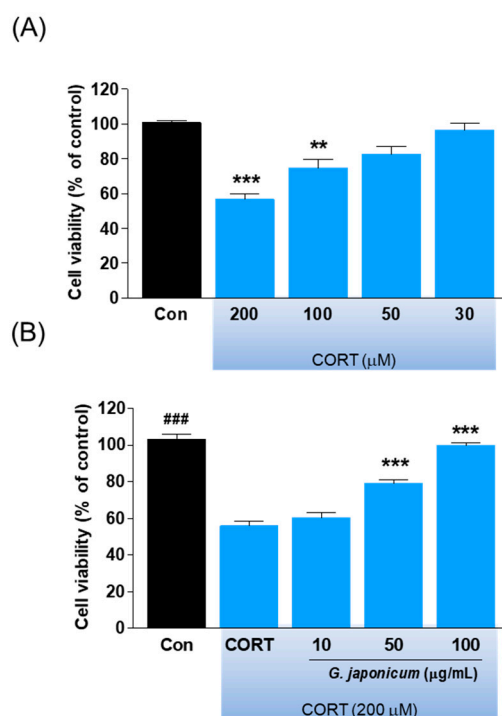 (A)
Cell viability (% of control)
120
100
80
60
40
20
0
***
**
Con
200
100
50
30
CORT (μM)
(B)
Cell viability (% of control)
120
100
80
60
40
20
0
###
***
***
Con
CORT
10
50
100
G. japonicum (μg/mL)
CORT (200 μM)